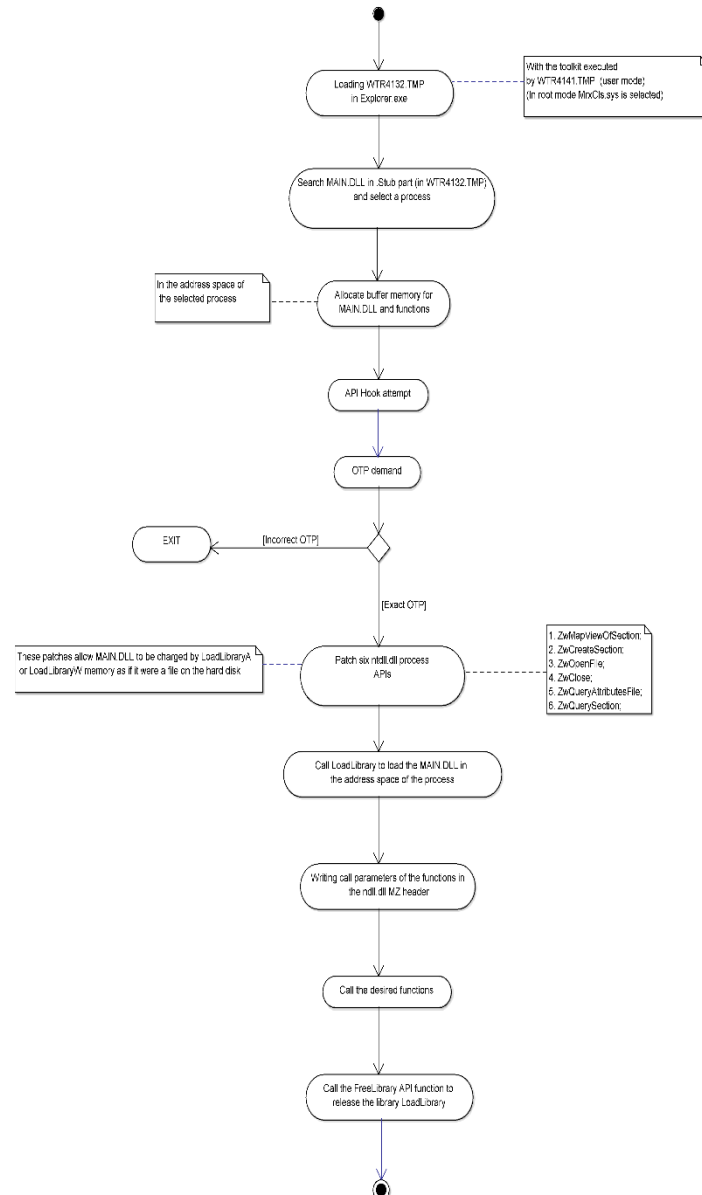 Loading WTR4132.TMP
in Explorer.exe
With the toolkit executed
by WTR4141.TMP (user mode)
(In root mode MrxCls.sys is selected)
Search MAIN.DLL in .Stub part (in WTR4132.TMP)
and select a process
In the address space of
the selected process
Allocate buffer memory for
MAIN.DLL and functions
API Hook attempt
OTP demand
EXIT
[Incorrect OTP]
[Exact OTP]
These patches allow MAIN.DLL to be charged by LoadLibraryA
or LoadLibraryW memory as if it were a file on the hard disk
Patch six ntdll.dll process
APIs
1. ZwMapViewOfSection;
2. ZwCreateSection;
3. ZwOpenFile;
4. ZwClose;
5. ZwQueryAttributesFile;
6. ZwQuerySection;
Call LoadLibrary to load the MAIN.DLL in
the address space of the process
Writing call parameters of the functions in
the ndll.dll MZ header
Call the desired functions
Call the FreeLibrary API function to
release the library LoadLibrary